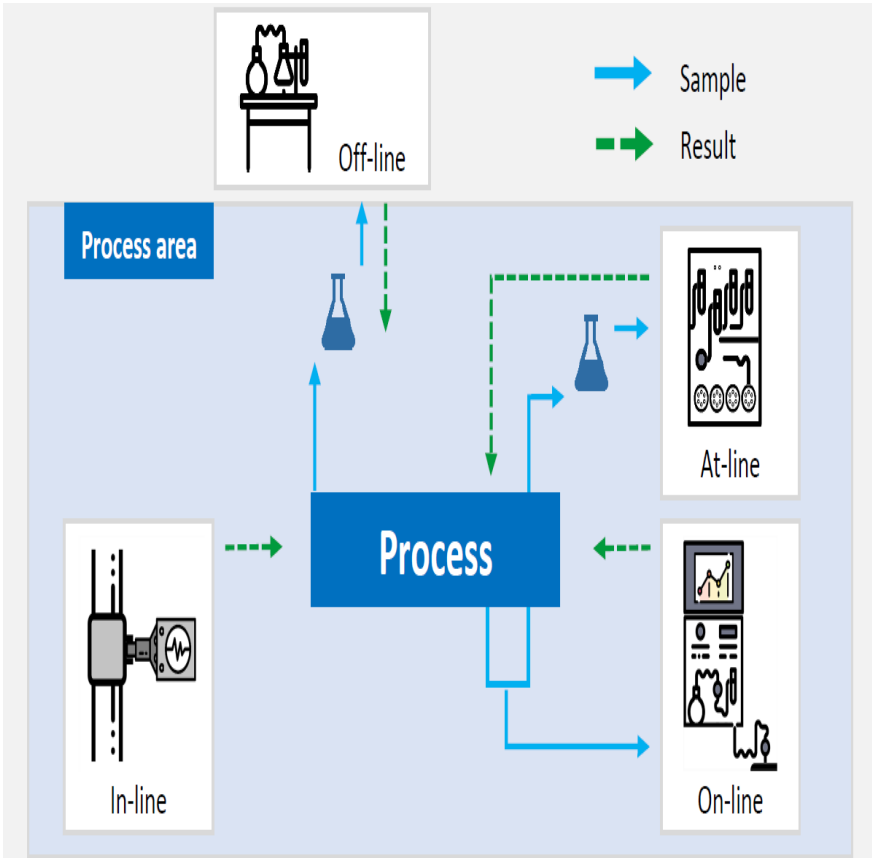 Sample
Off-line
Result
Process area
At-line
Process
In-line
On-line